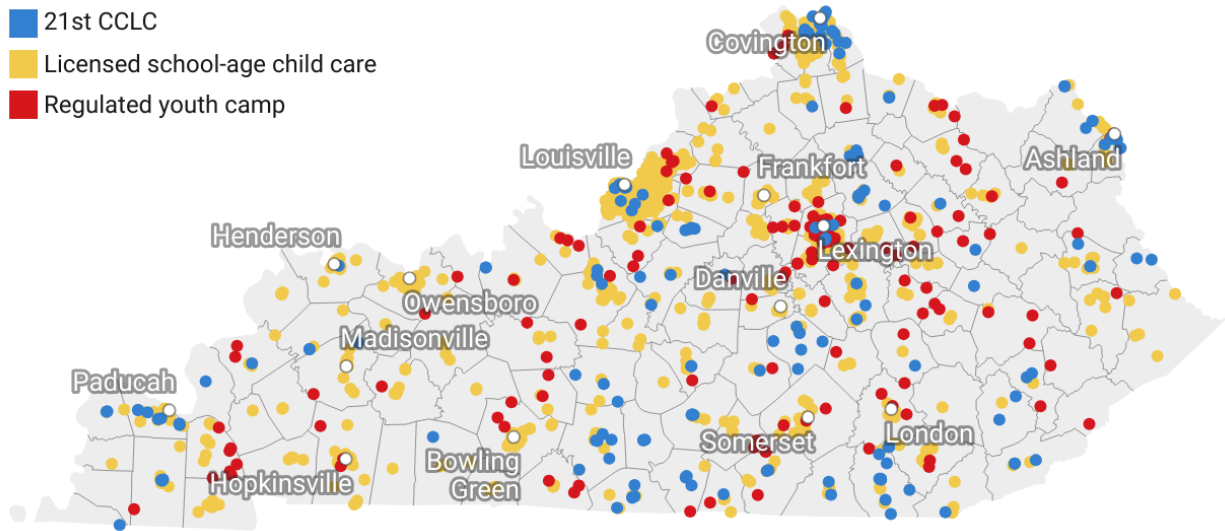 21st CCLC
Licensed school-age child care
Regulated youth camp
Covington
Louisville
Frankfort
Ashland
Henderson
Lexington
Danville
Owensboro
Madisonville
Paducah
Somerset
London
Bowling
Green
Hopkinsville